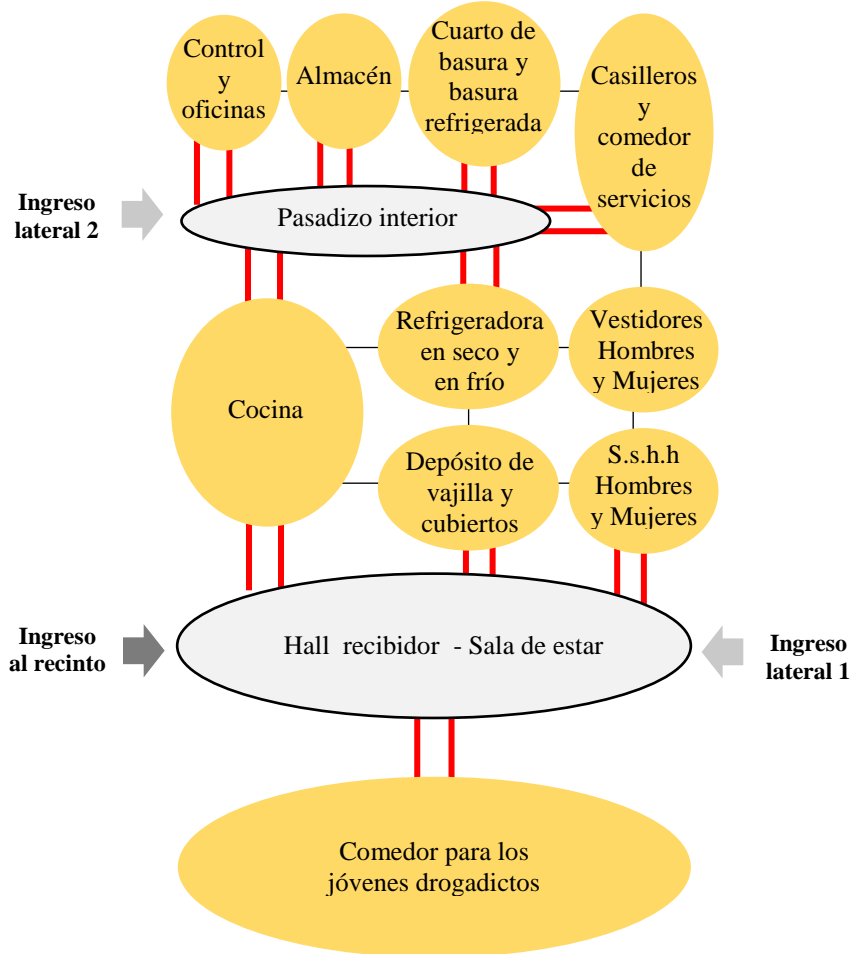 Control
y
oficinas
Almacén
Cuarto de
basura y
basura
refrigerada
Casilleros
y
comedor
de
servicios
Ingreso
lateral 2
Pasadizo interior
Cocina
Refrigeradora
en seco y
en frío
Vestidores
Hombres
y Mujeres
Depósito de
vajilla y
cubiertos
S.s.h.h
Hombres
y Mujeres
Ingreso
al recinto
Hall recibidor - Sala de estar
Ingreso
lateral 1
Comedor para los
jóvenes drogadictos